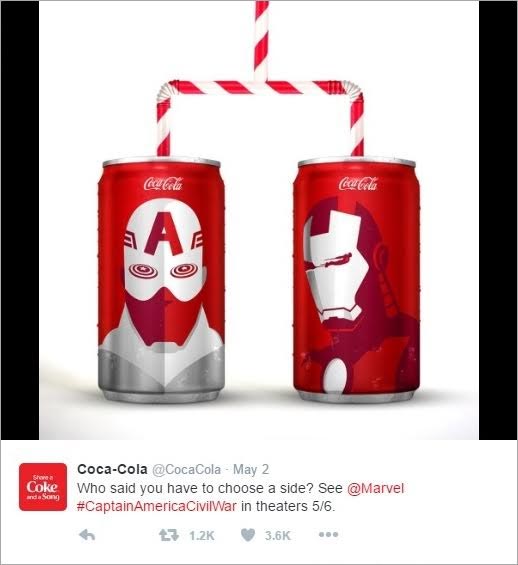 Coca-Cola Coca-Cola
A
Share a
Coke
and a Song
Coca-Cola @CocaCola · May 2
Who said you have to choose a side? See @Marvel
#CaptainAmericaCivilWar in theaters 5/6.
1.2K 3.6K